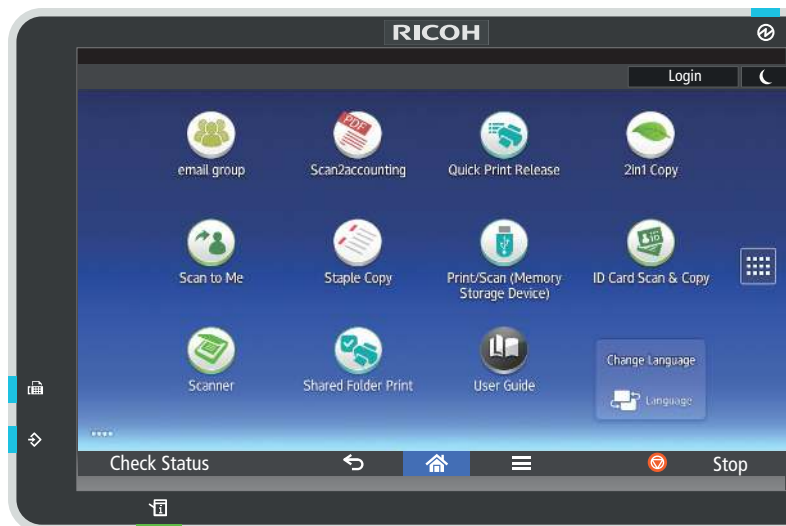 RICOH
Login
email group
Scan2accounting
Quick Print Release
2in1 Copy
Scan to Me
Staple Copy
Print/Scan (Memory
Storage Device)
ID Card Scan & Copy
Scanner
Shared Folder Print
User Guide
Change Language
Language
Check Status
Stop